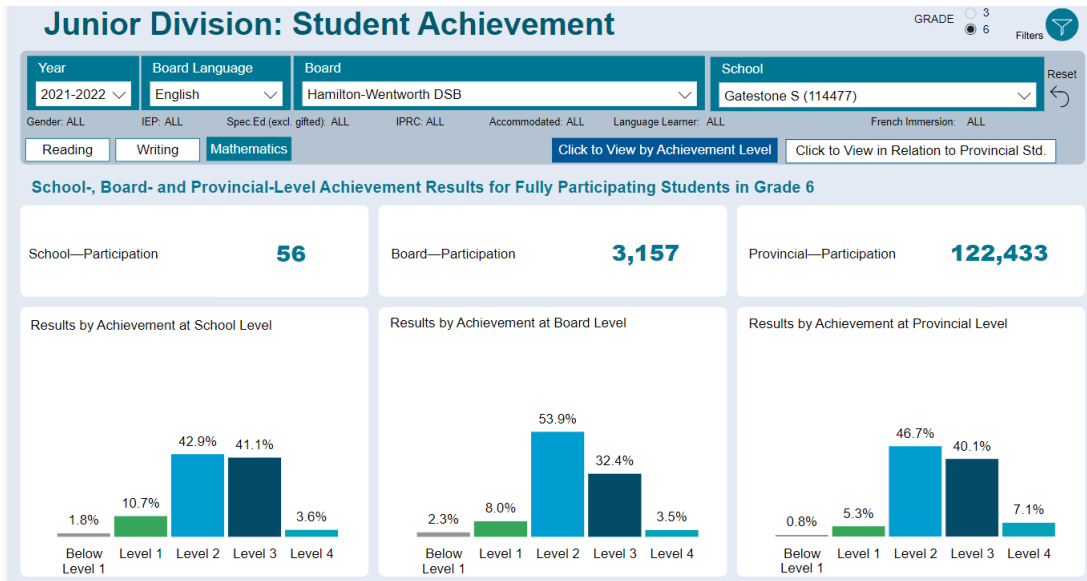 Junior Division: Student Achievement
GRADE 3
6
Filters
Year Board Language Board School
Reset
2021-2022 English Hamilton-Wentworth DSB Gatestone S (114477)
Gender: ALL IEP: ALL Spec.Ed.(excl. gifted): ALL IPRC: ALL Accommodated: ALL Language Learner: ALL French Immersion: ALL
Reading Writing Mathematics Click to View by Achievement Level Click to View in Relation to Provincial Std.
School-, Board- and Provincial-Level Achievement Results for Fully Participating Students in Grade 6
School—Participation 56
Board—Participation 3,157
Provincial—Participation 122,433
Results by Achievement at School Level
42.9% 41.1%
10.7%
1.8% 3.6%
Below Level 1 Level 2 Level 3 Level 4
Level 1
Results by Achievement at Board Level
53.9%
32.4%
8.0%
2.3% 3.5%
Below Level 1 Level 2 Level 3 Level 4
Level 1
Results by Achievement at Provincial Level
46.7%
40.1%
7.1%
5.3%
0.8%
Below Level 1 Level 2 Level 3 Level 4
Level 1